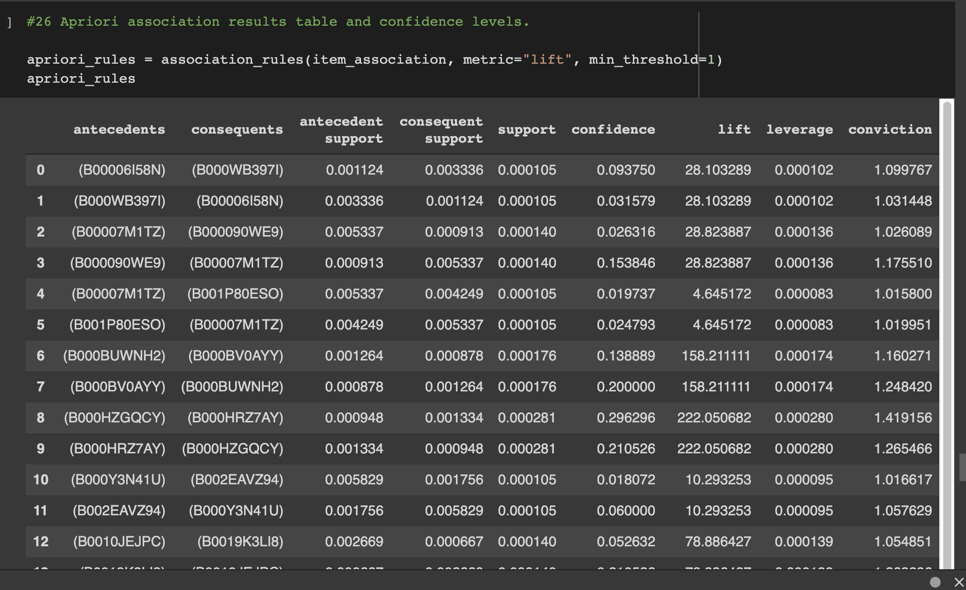 ] #26 Apriori association results table and confidence levels.
apriori_rules = association_rules(item_association, metric="lift", min_threshold=1)
apriori_rules
antecedents consequents antecedent support consequent support support confidence lift leverage conviction
0 (B00006I58N) (B000WB397I) 0.001124 0.003336 0.000105 0.093750 28.103289 0.000102 1.099767
1 (B000WB397I) (B00006I58N) 0.003336 0.001124 0.000105 0.031579 28.103289 0.000102 1.031448
2 (B00007M1TZ) (B000090WE9) 0.005337 0.000913 0.000140 0.026316 28.823887 0.000136 1.026089
3 (B000090WE9) (B00007M1TZ) 0.000913 0.005337 0.000140 0.153846 28.823887 0.000136 1.175510
4 (B00007M1TZ) (B001P80ESO) 0.005337 0.004249 0.000105 0.019737 4.645172 0.000083 1.015800
5 (B001P80ESO) (B00007M1TZ) 0.004249 0.005337 0.000105 0.024793 4.645172 0.000083 1.019951
6 (B000BUWNH2) (B000BV0AYY) 0.001264 0.000878 0.000176 0.138889 158.211111 0.000174 1.160271
7 (B000BV0AYY) (B000BUWNH2) 0.000878 0.001264 0.000176 0.200000 158.211111 0.000174 1.248420
8 (B000HZGQCY) (B000HRZ7AY) 0.000948 0.001334 0.000281 0.296296 222.050682 0.000280 1.419156
9 (B000HRZ7AY) (B000HZGQCY) 0.001334 0.000948 0.000281 0.210526 222.050682 0.000280 1.265466
10 (B000Y3N41U) (B002EAVZ94) 0.005829 0.001756 0.000105 0.018072 10.293253 0.000095 1.016617
11 (B002EAVZ94) (B000Y3N41U) 0.001756 0.005829 0.000105 0.060000 10.293253 0.000095 1.057629
12 (B0010JEJPC) (B0019K3LI8) 0.002669 0.000667 0.000140 0.052632 78.886427 0.000139 1.054851